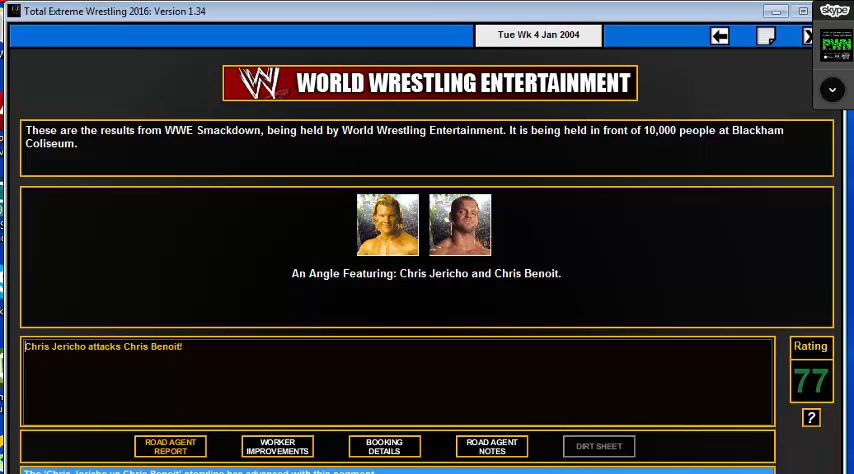 Total Extreme Wrestling 2016: Version 1.34
skype
Tue Wk 4 Jan 2004
PWN
WORLD WRESTLING ENTERTAINMENT
These are the results from WWE Smackdown, being held by World Wrestling Entertainment. It is being held in front of 10,000 people at Blackham
Coliseum.
An Angle Featuring: Chris Jericho and Chris Benoit.
Chris Jericho attacks Chris Benoit!
Rating
77
?
ROAD AGENT
REPORT
WORKER
IMPROVEMENTS
BOOKING
DETAILS
ROAD AGENT
NOTES
DIRT SHEET
The 'Chris Jericho vs Chris Benoit' storyline has advanced with this segment.